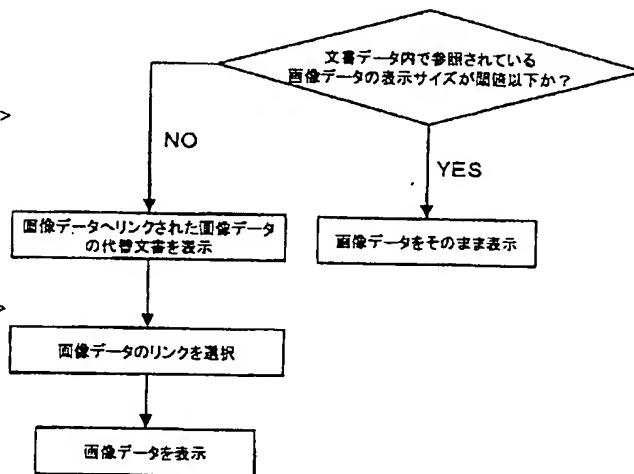 文書データ内で参照されている
画像データの表示サイズが閾値以下か？
>
NO
YES
画像データへリンクされた画像データ
の代替文書を表示
画像データをそのまま表示
>
画像データのリンクを選択
画像データを表示